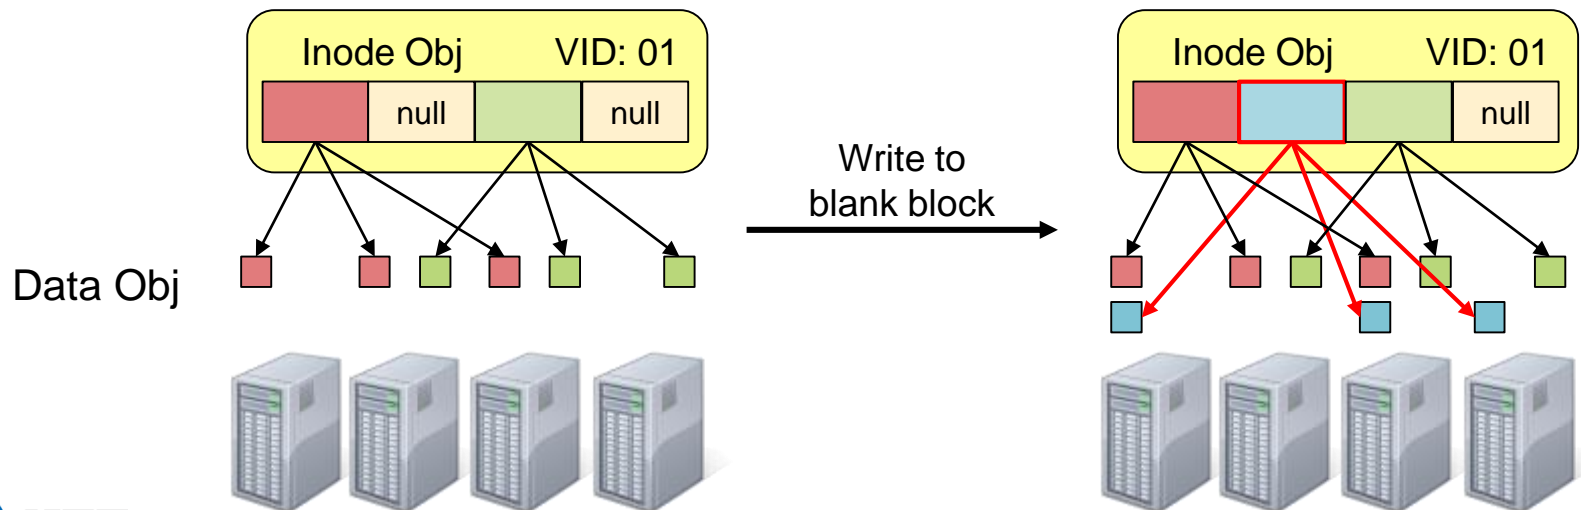 Inode Obj VID: 01
null null
Data Obj
Write to
blank block
Inode Obj VID: 01
null